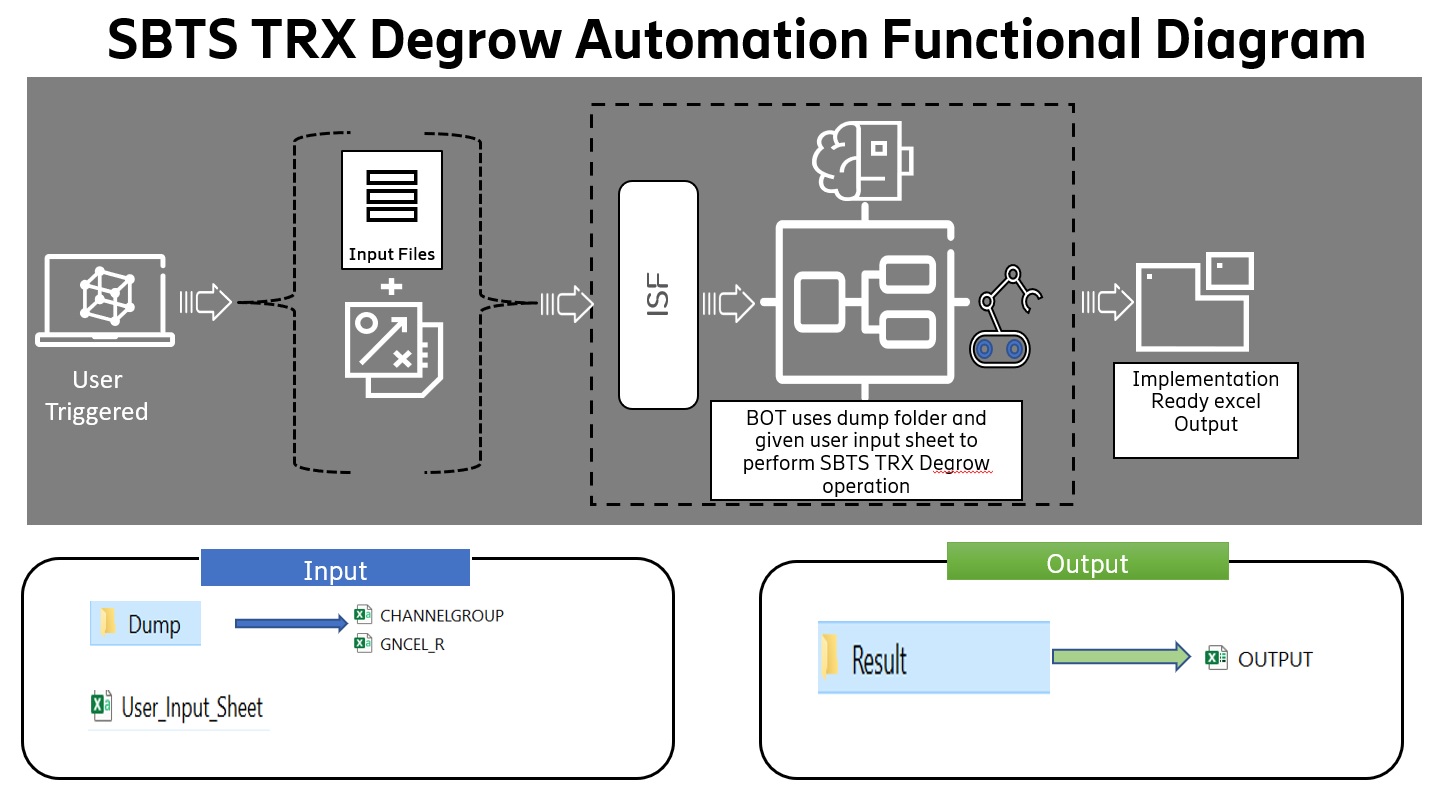 SBTS TRX Degrow Automation Functional Diagram
Input Files
User
Triggered
ISF
BOT uses dump folder and
given user input sheet to
perform SBTS TRX Degrow
operation
Implementation
Ready excel
Output
Input
Dump
CHANNELGROUP
GNCEL_R
User_Input_Sheet
Output
Result
OUTPUT